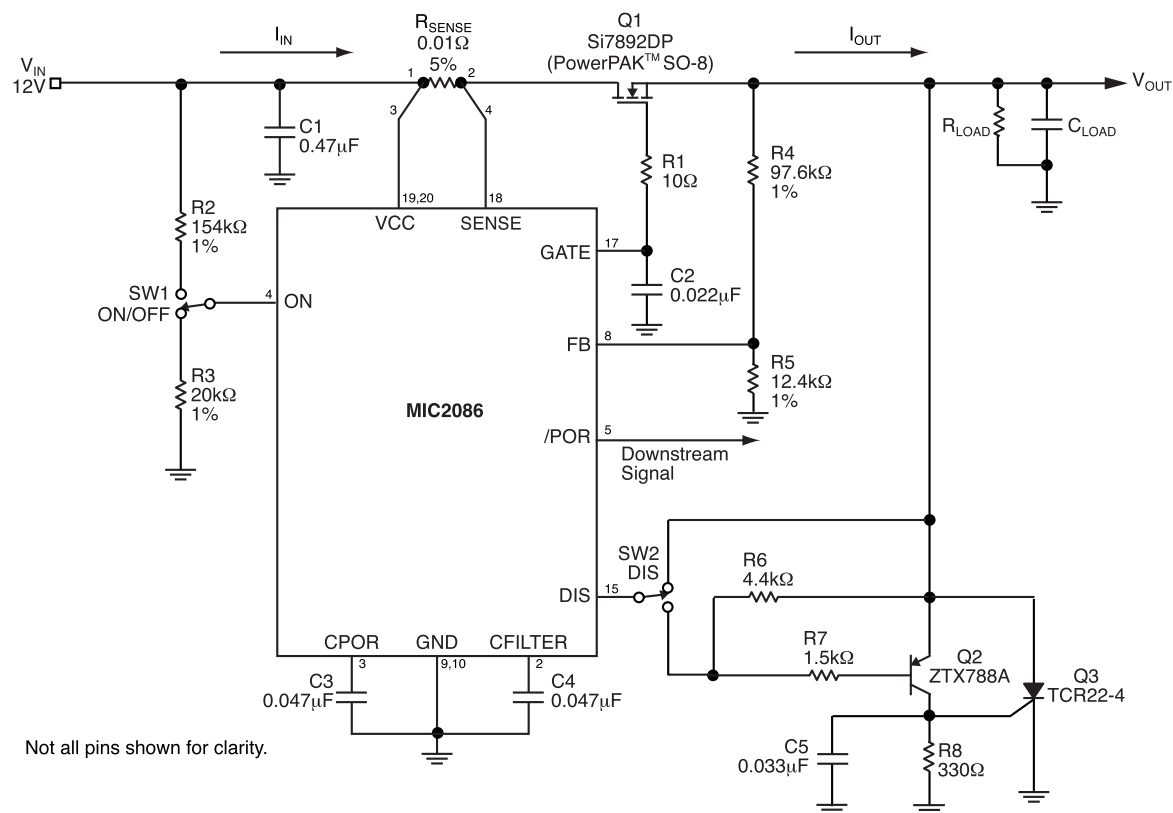 V_IN
12V
I_IN
R_SENSE
0.01Ω
5%
1
2
3
4
Q1
Si7892DP
(PowerPAK™ SO-8)
I_OUT
V_OUT
C1
0.47µF
R1
10Ω
R4
97.6kΩ
1%
R_LOAD
C_LOAD
R2
154kΩ
1%
19,20
VCC
18
SENSE
GATE
17
C2
0.022µF
SW1
ON/OFF
4
ON
FB
8
R3
20kΩ
1%
R5
12.4kΩ
1%
MIC2086
/POR
5
Downstream
Signal
SW2
DIS
DIS
15
R6
4.4kΩ
R7
1.5kΩ
Q2
ZTX788A
Q3
TCR22-4
CPOR
GND
CFILTER
3
9,10
2
C3
0.047µF
C4
0.047µF
C5
0.033µF
R8
330Ω
Not all pins shown for clarity.